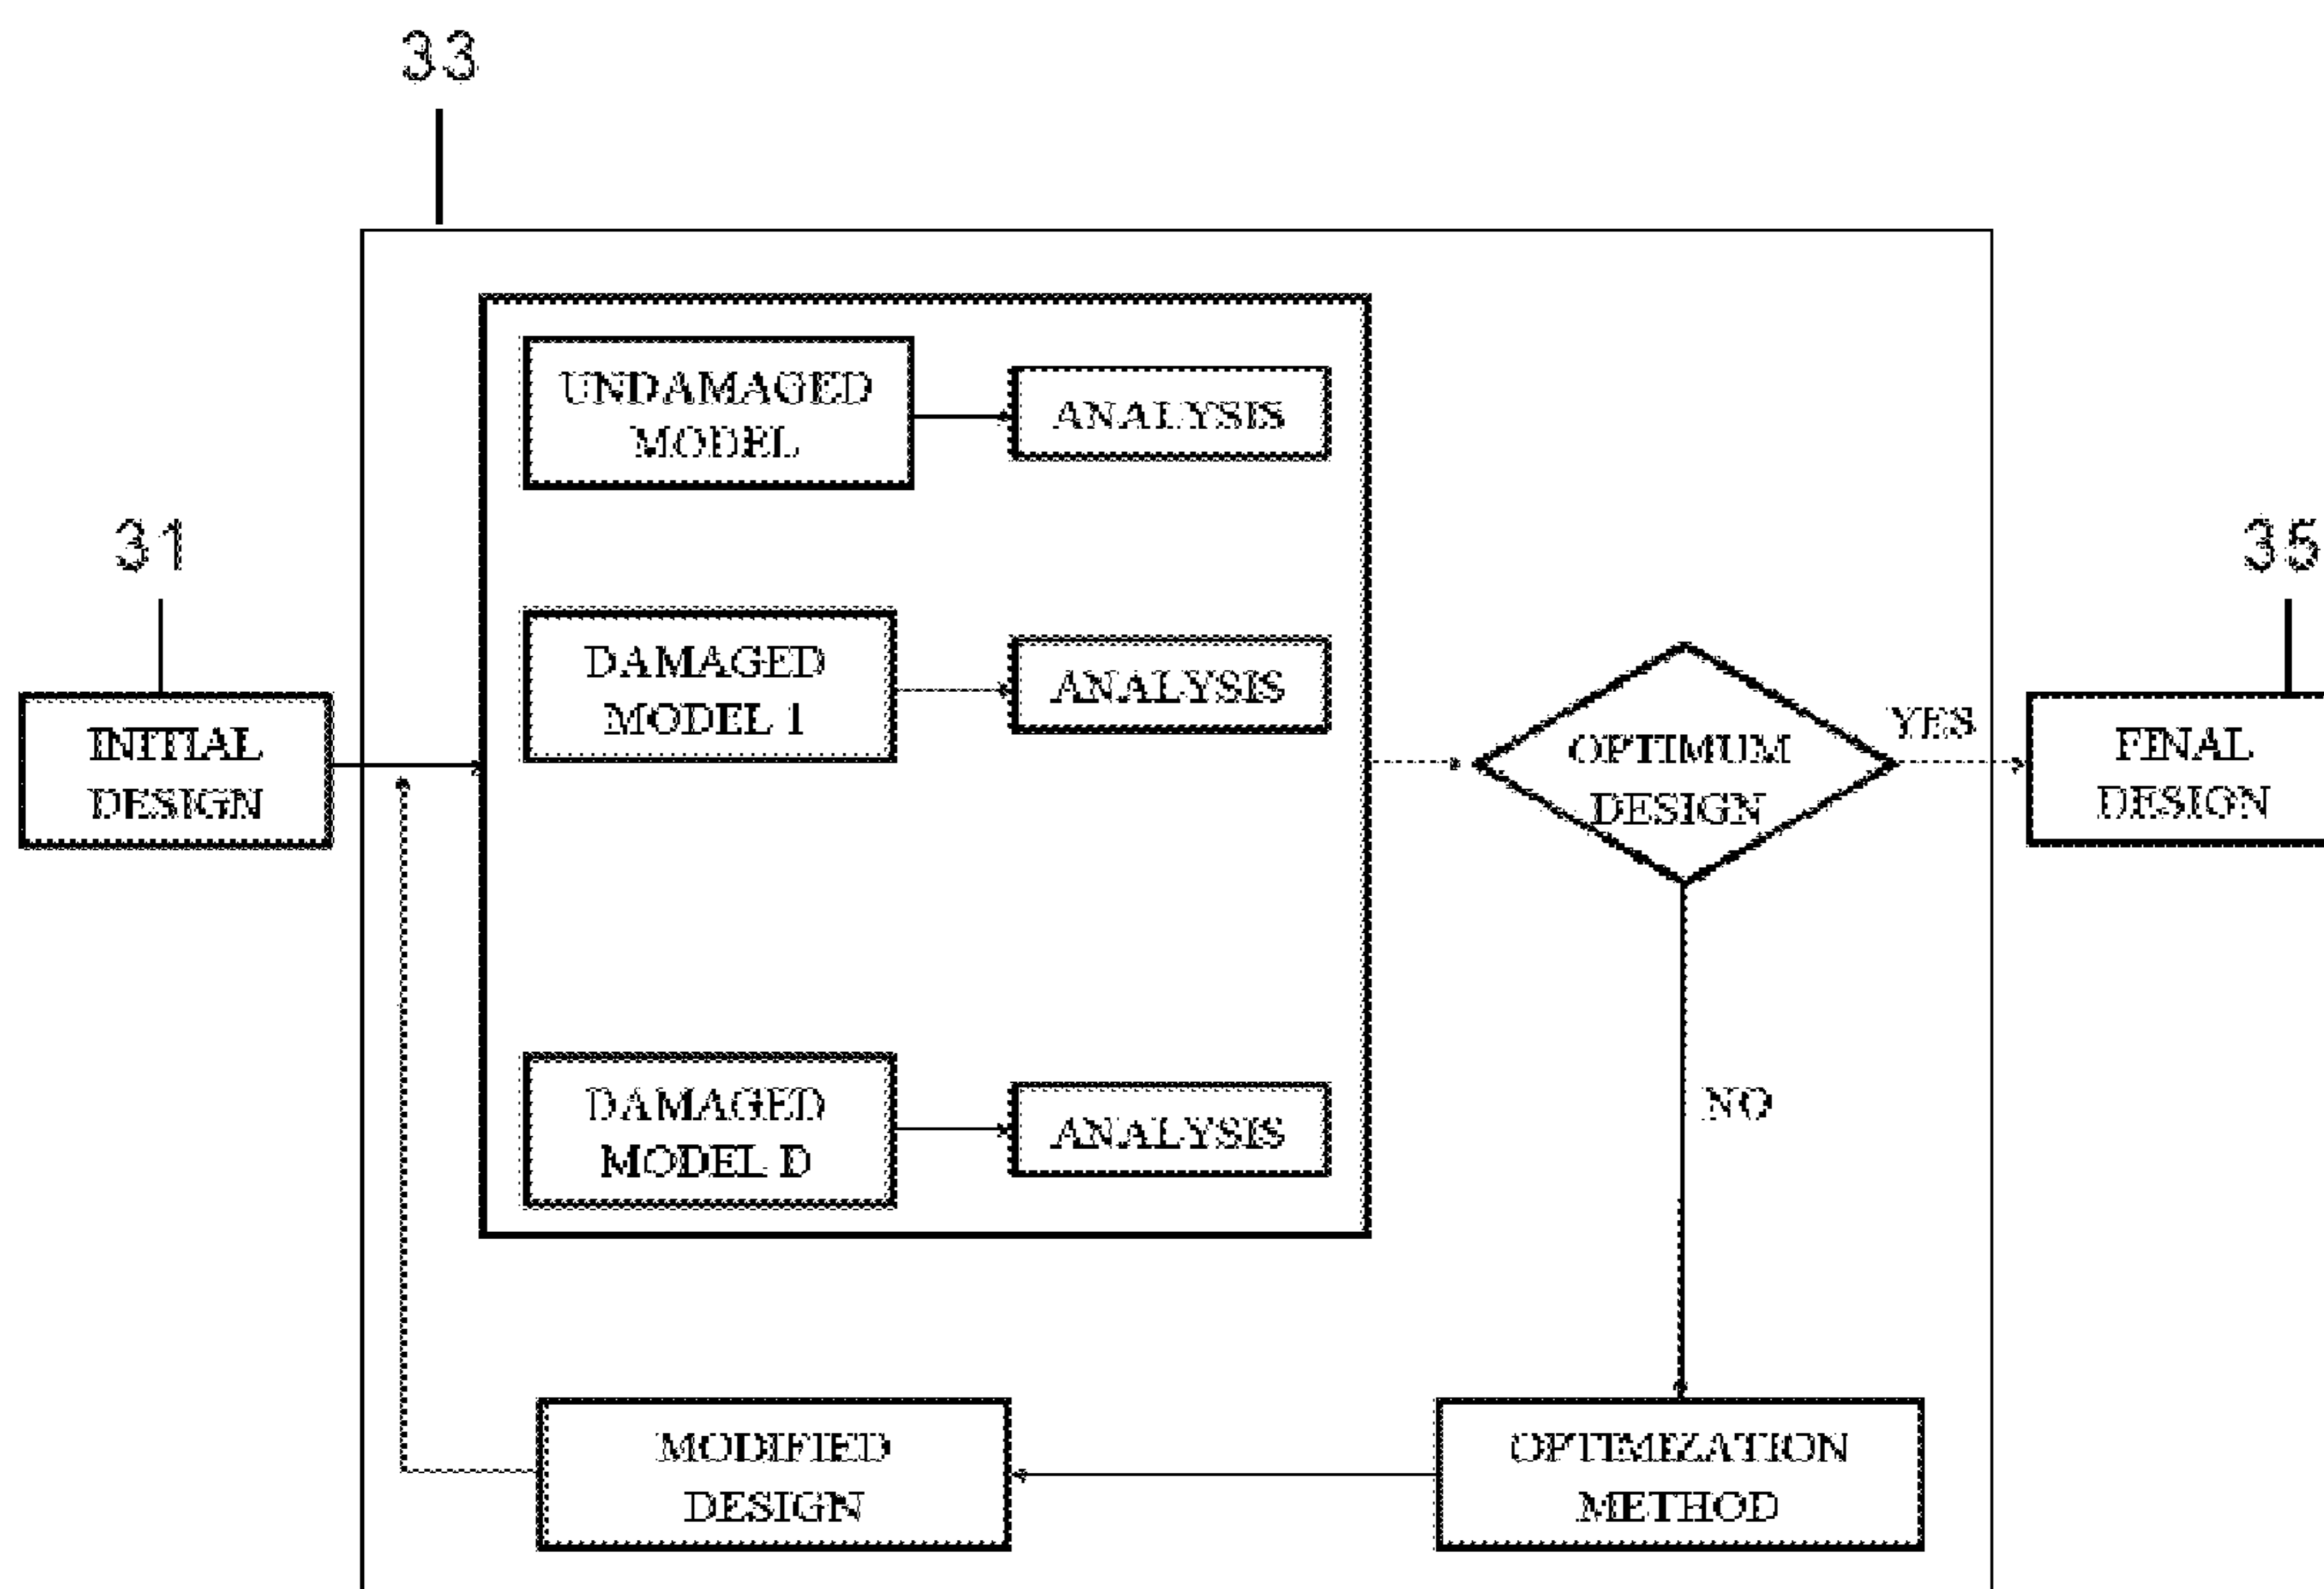 33
UNDAMAGED
MODEL
ANALYSIS
31
35
DAMAGED
MODEL 1
ANALYSIS
INITIAL
DESIGN
OPTIMUM
DESIGN
YES
FINAL
DESIGN
DAMAGED
MODEL D
ANALYSIS
NO
MODIFIED
DESIGN
OPTIMIZATION
METHOD